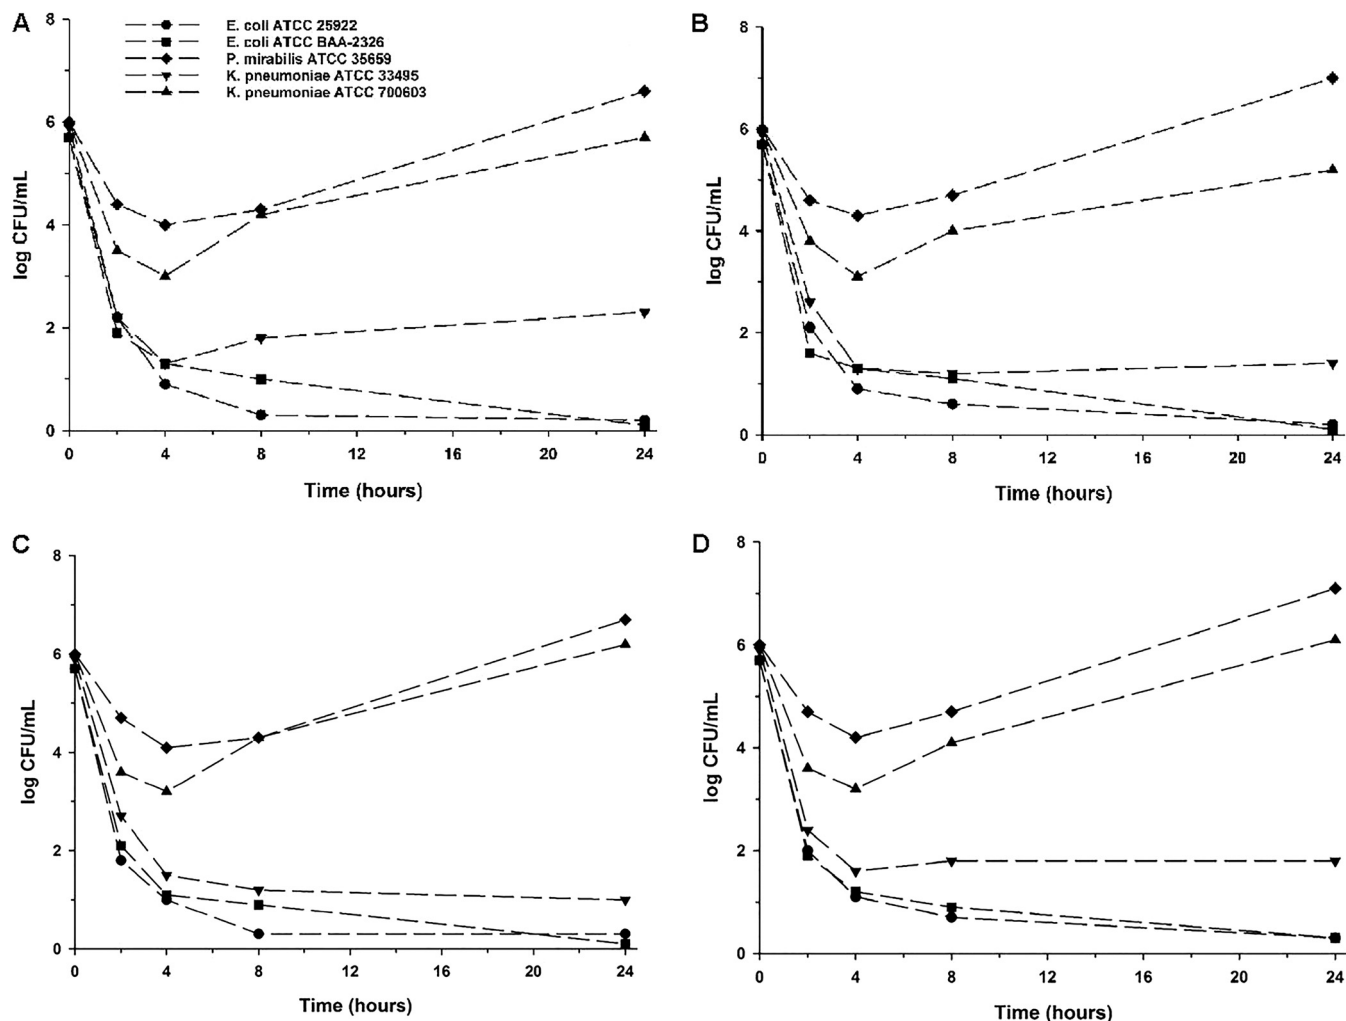 A
E. coli ATCC 25922
E. coli ATCC BAA-2326
P. mirabilis ATCC 35659
K. pneumoniae ATCC 33495
K. pneumoniae ATCC 700603
8
6
4
2
0
log CFU/mL
0 4 8 12 16 20 24
Time (hours)
B
8
6
4
2
0
log CFU/mL
0 4 8 12 16 20 24
Time (hours)
C
8
6
4
2
0
log CFU/mL
0 4 8 12 16 20 24
Time (hours)
D
8
6
4
2
0
log CFU/mL
0 4 8 12 16 20 24
Time (hours)